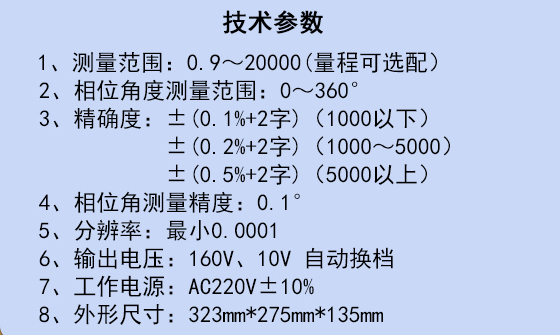 技术参数
1、测量范围：0.9～20000(量程可选配）
2、相位角度测量范围：0～360°
3、精确度：±(0.1%+2字)（1000以下）
±(0.2%+2字)（1000～5000）
±(0.5%+2字)（5000以上）
4、相位角测量精度：0.1°
5、分辨率：最小0.0001
6、输出电压：160V、10V 自动换档
7、工作电源：AC220V±10%
8、外形尺寸：323mm*275mm*135mm